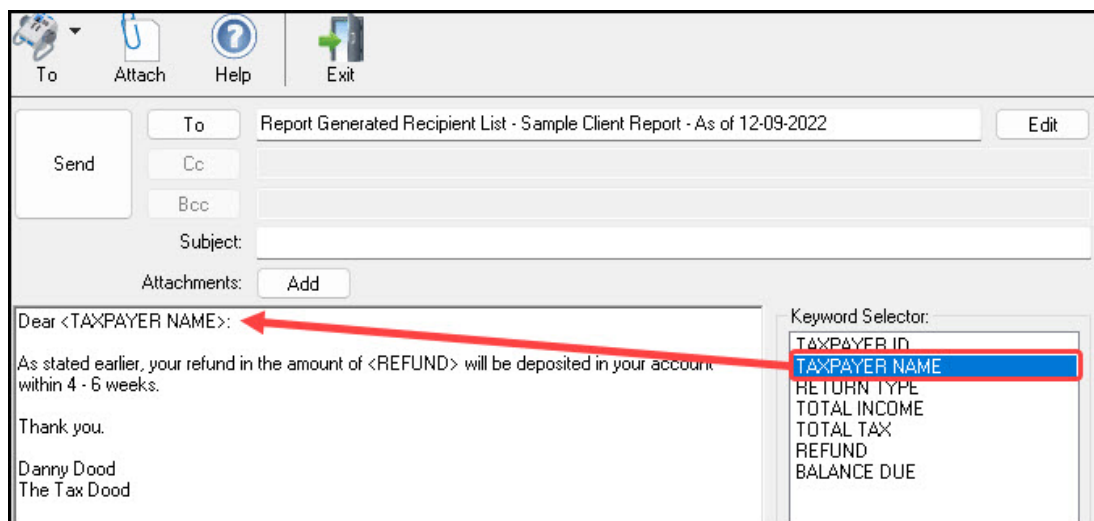 To Attach Help Exit
Send
To Report Generated Recipient List - Sample Client Report - As of 12-09-2022 Edit
Cc
Bcc
Subject:
Attachments: Add
Dear <TAXPAYER NAME>:
As stated earlier, your refund in the amount of <REFUND> will be deposited in your account
within 4 - 6 weeks.
Thank you.
Danny Dood
The Tax Dood
Keyword Selector:
TAXPAYER ID
TAXPAYER NAME
RETURN TYPE
TOTAL INCOME
TOTAL TAX
REFUND
BALANCE DUE